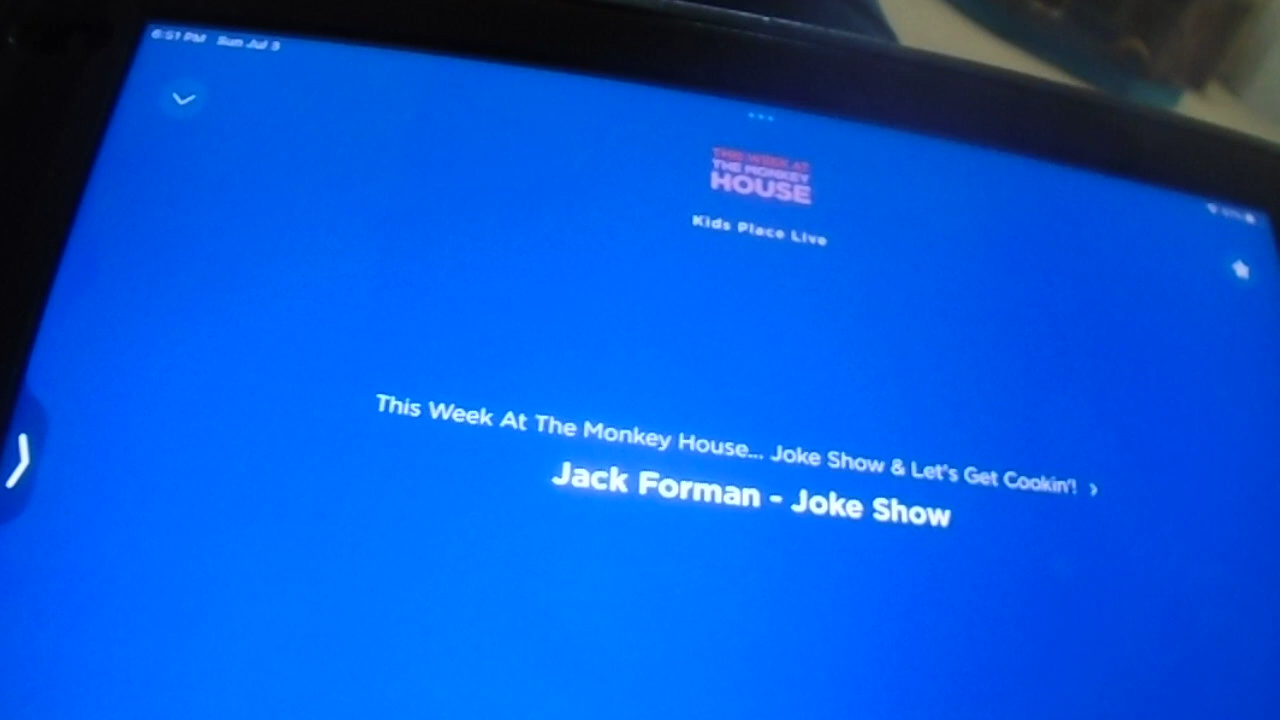 6:51 PM Sun Jul 3
THIS WEEK AT
THE MONKEY
HOUSE
Kids Place Live
This Week At The Monkey House... Joke Show & Let's Get Cookin'!
Jack Forman - Joke Show